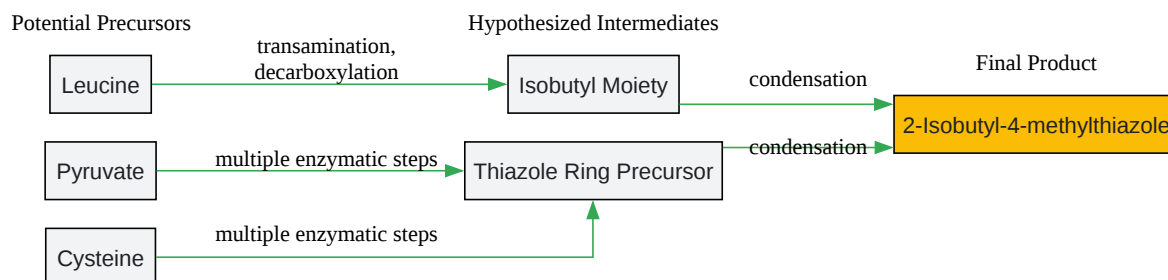 Potential Precursors
Hypothesized Intermediates
Final Product
Leucine
transamination,
decarboxylation
Isobutyl Moiety
condensation
2-Isobutyl-4-methylthiazole
Pyruvate
multiple enzymatic steps
Thiazole Ring Precursor
condensation
Cysteine
multiple enzymatic steps